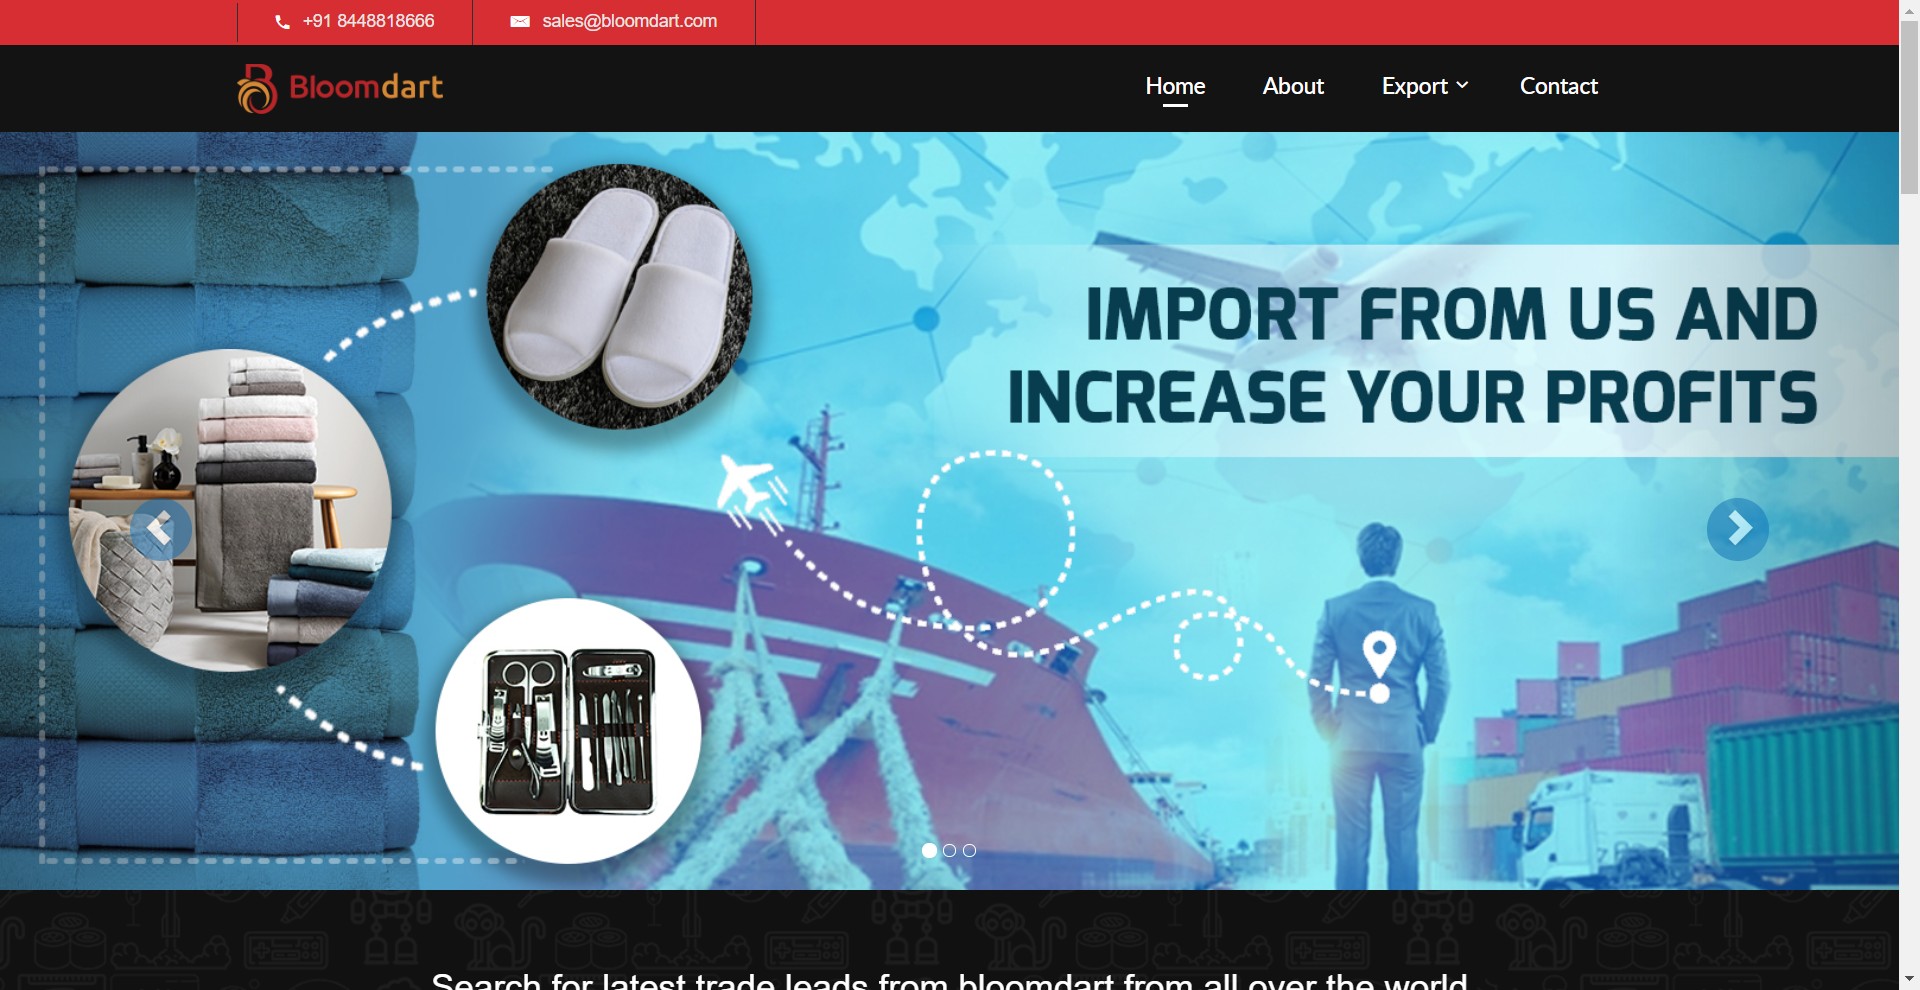 +91 8448818666
sales@bloomdart.com
Bloomdart
Home
About
Export
Contact
IMPORT FROM US AND
INCREASE YOUR PROFITS
Search for latest trade leads from bloomdart from all over the world